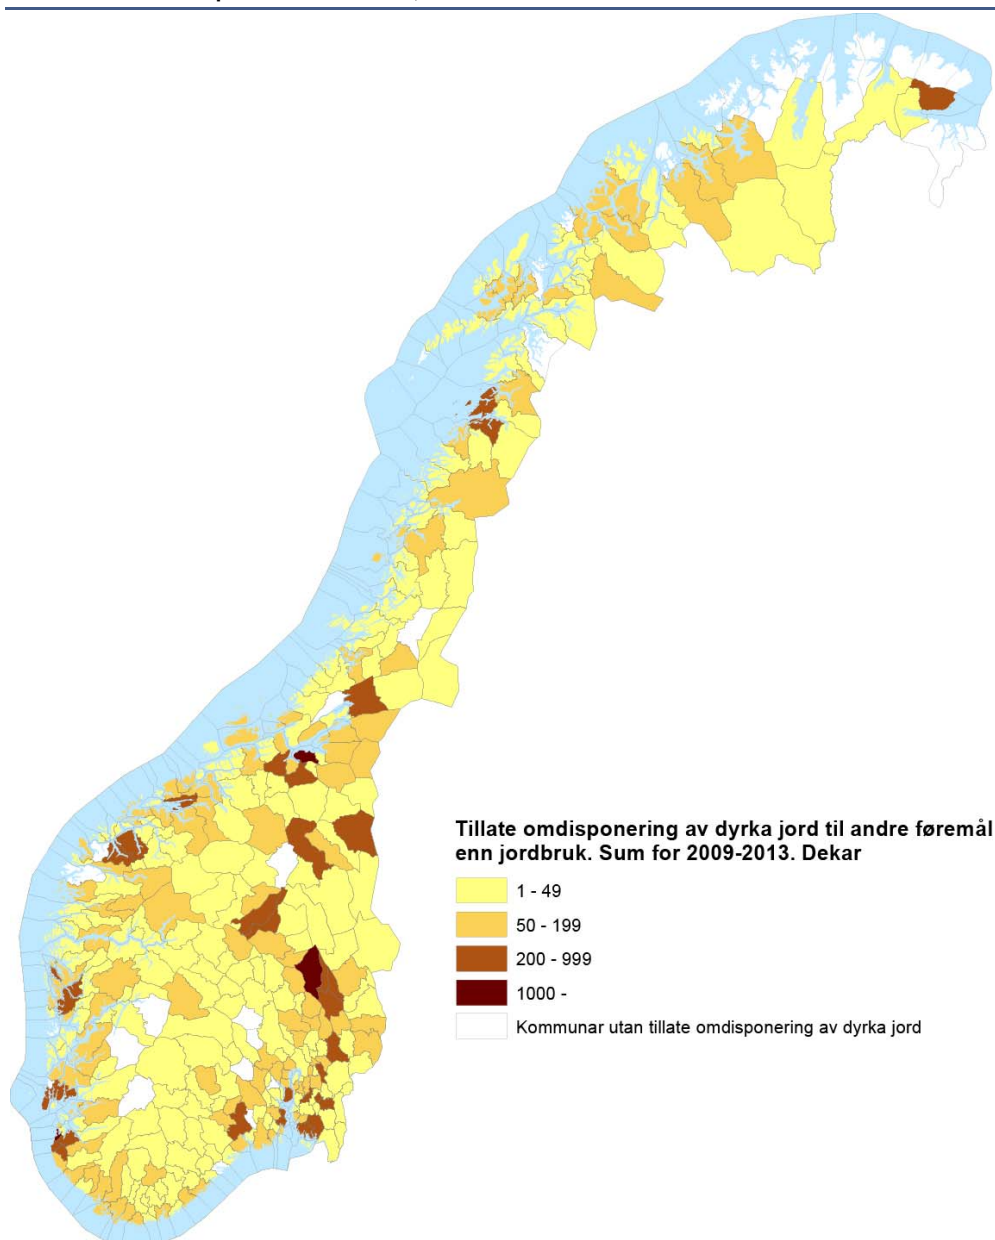 Tillate omdisponering av dyrka jord til andre føremål
enn jordbruk. Sum for 2009-2013. Dekar
1 - 49
50 - 199
200 - 999
1000 -
Kommunar utan tillate omdisponering av dyrka jord